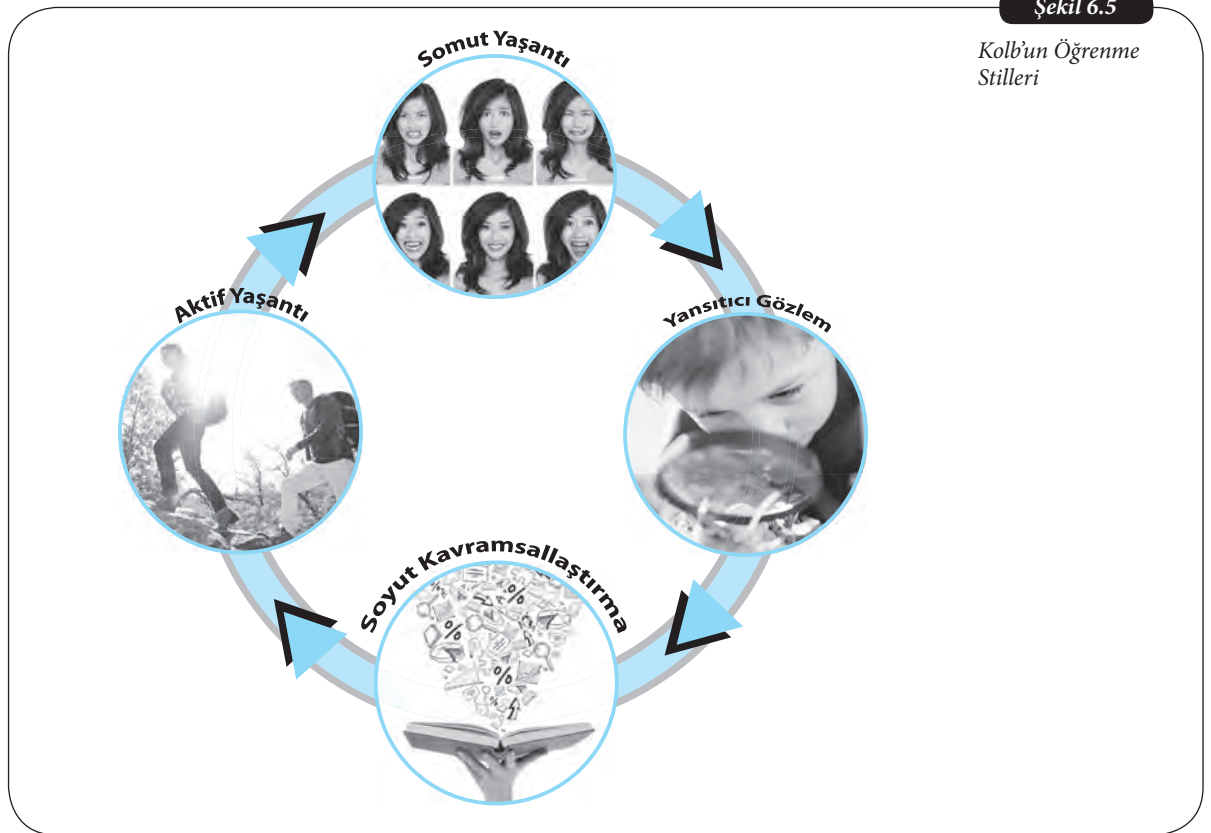 Şekil 6.5
Kolb'un Öğrenme
Stilleri
Somut Yaşantı
Yansıtıcı Gözlem
Soyut Kavramsallaştırma
Aktif Yaşantı